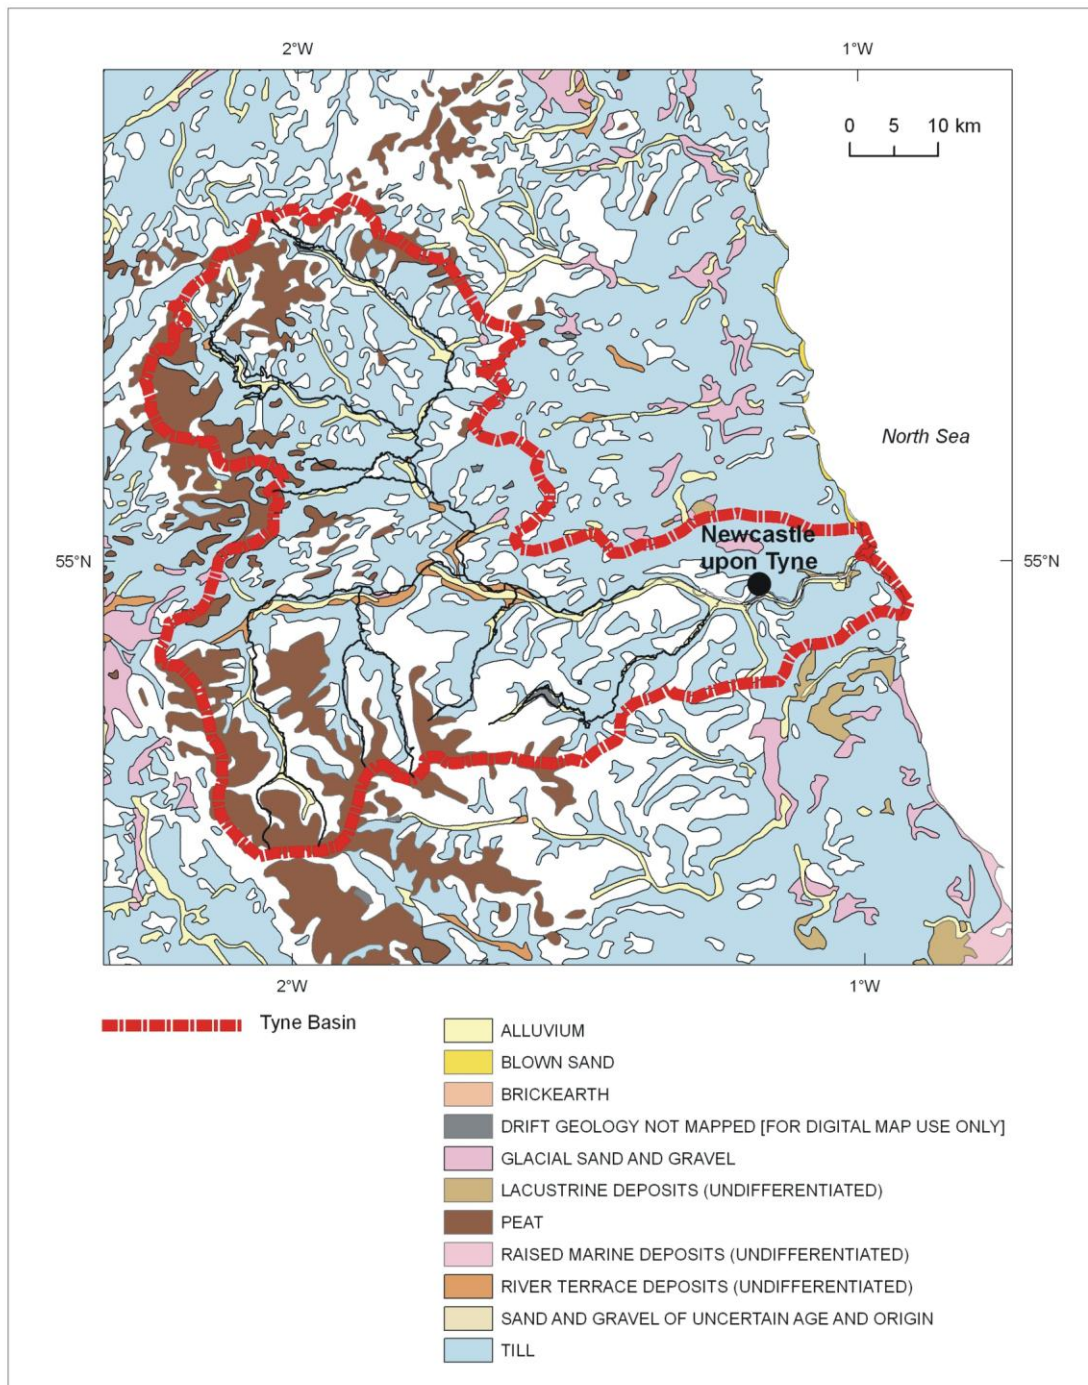 2°W 1°W
0 5 10 km
North Sea
Newcastle
upon Tyne
55°N 55°N
2°W 1°W
Tyne Basin
ALLUVIUM
BLOWN SAND
BRICKEARTH
DRIFT GEOLOGY NOT MAPPED [FOR DIGITAL MAP USE ONLY]
GLACIAL SAND AND GRAVEL
LACUSTRINE DEPOSITS (UNDIFFERENTIATED)
PEAT
RAISED MARINE DEPOSITS (UNDIFFERENTIATED)
RIVER TERRACE DEPOSITS (UNDIFFERENTIATED)
SAND AND GRAVEL OF UNCERTAIN AGE AND ORIGIN
TILL